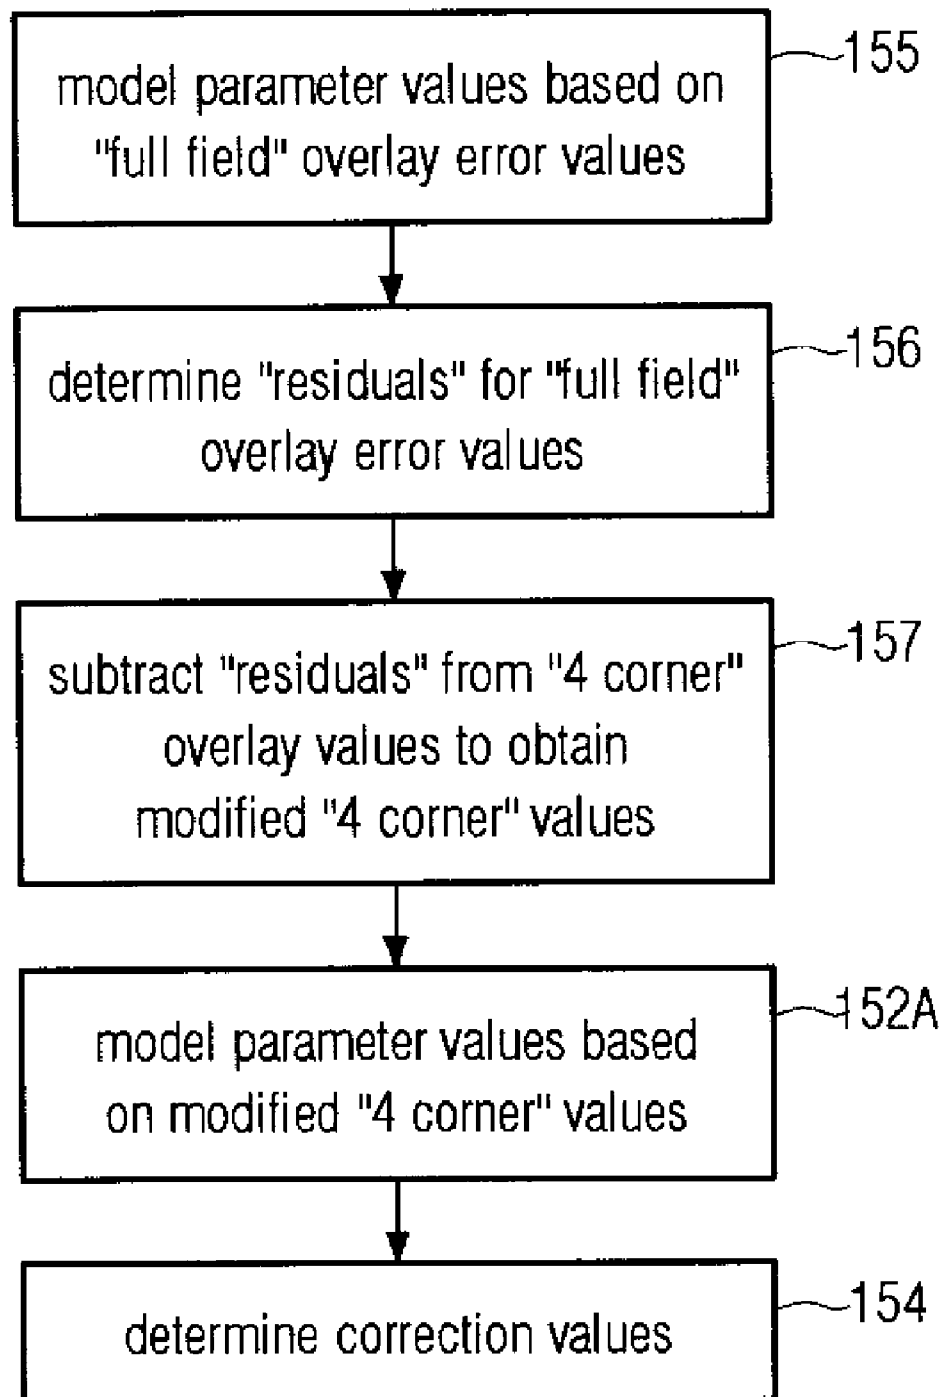 155
model parameter values based on
"full field" overlay error values
156
determine "residuals" for "full field"
overlay error values
157
subtract "residuals" from "4 corner"
overlay values to obtain
modified "4 corner" values
152A
model parameter values based
on modified "4 corner" values
154
determine correction values